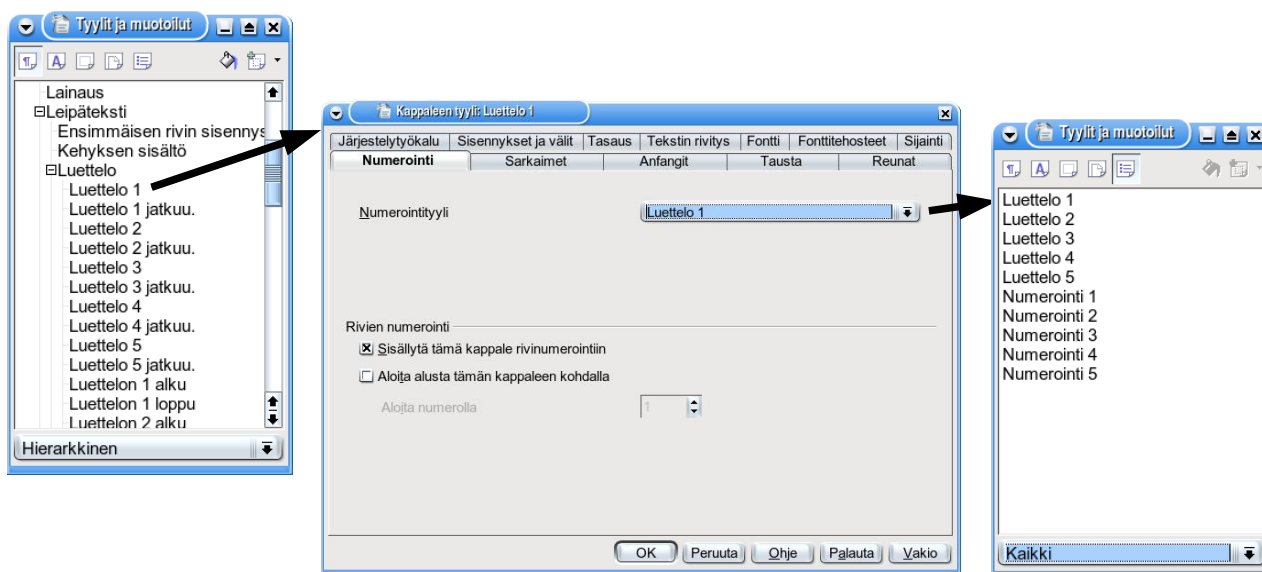 Tyylit ja muotoilut
Lainaus
Leipäteksti
Ensimmäisen rivin sisennys
Kehyksen sisältö
Luettelo
Luettelo 1
Luettelo 1 jatkuu.
Luettelo 2
Luettelo 2 jatkuu.
Luettelo 3
Luettelo 3 jatkuu.
Luettelo 4
Luettelo 4 jatkuu.
Luettelo 5
Luettelo 5 jatkuu.
Luettelon 1 alku
Luettelon 1 loppu
Luettelon 2 alku
Hierarkkinen
Kappaleen tyyli: Luettelo 1
Järjestelytyökalu Sisennykset ja välit Tasaus Tekstin rivitys Fontti Fonttitehosteet Sijainti
Numerointi Sarkaimet Anfangit Tausta Reunat
Numerointityyli Luettelo 1
Rivien numerointi
Sisällytä tämä kappale rivinumerointiin
Aloita alusta tämän kappaleen kohdalla
Aloita numerolla 1
OK Peruuta Ohje Palauta Vakio
Tyylit ja muotoilut
Luettelo 1
Luettelo 2
Luettelo 3
Luettelo 4
Luettelo 5
Numerointi 1
Numerointi 2
Numerointi 3
Numerointi 4
Numerointi 5
Kaikki